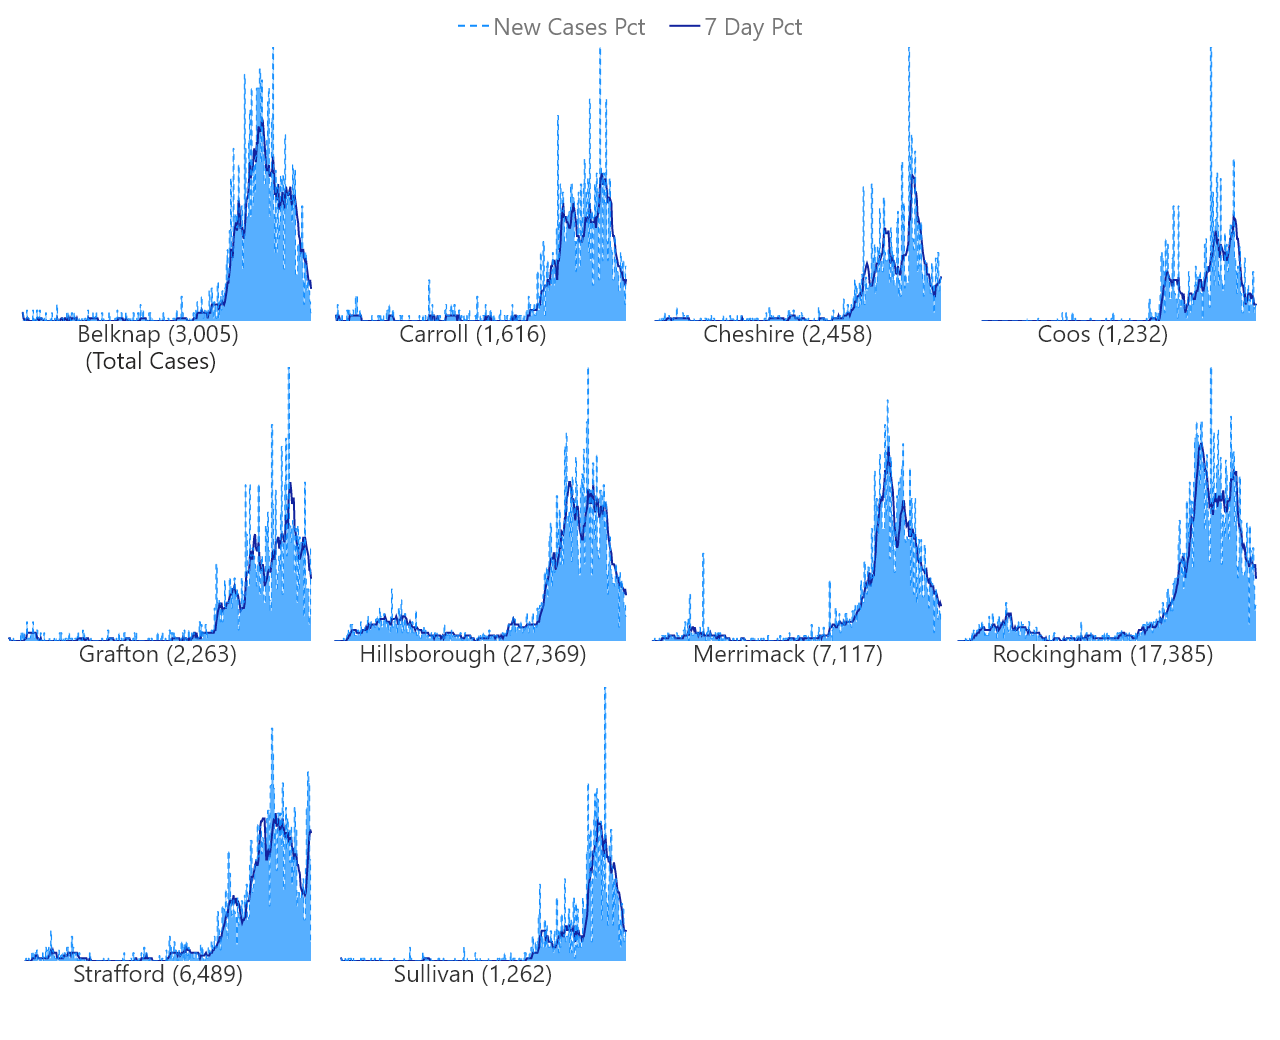 New Cases Pct 7 Day Pct
Belknap (3,005)
(Total Cases)
Carroll (1,616)
Cheshire (2,458)
Coos (1,232)
Grafton (2,263)
Hillsborough (27,369)
Merrimack (7,117)
Rockingham (17,385)
Strafford (6,489)
Sullivan (1,262)